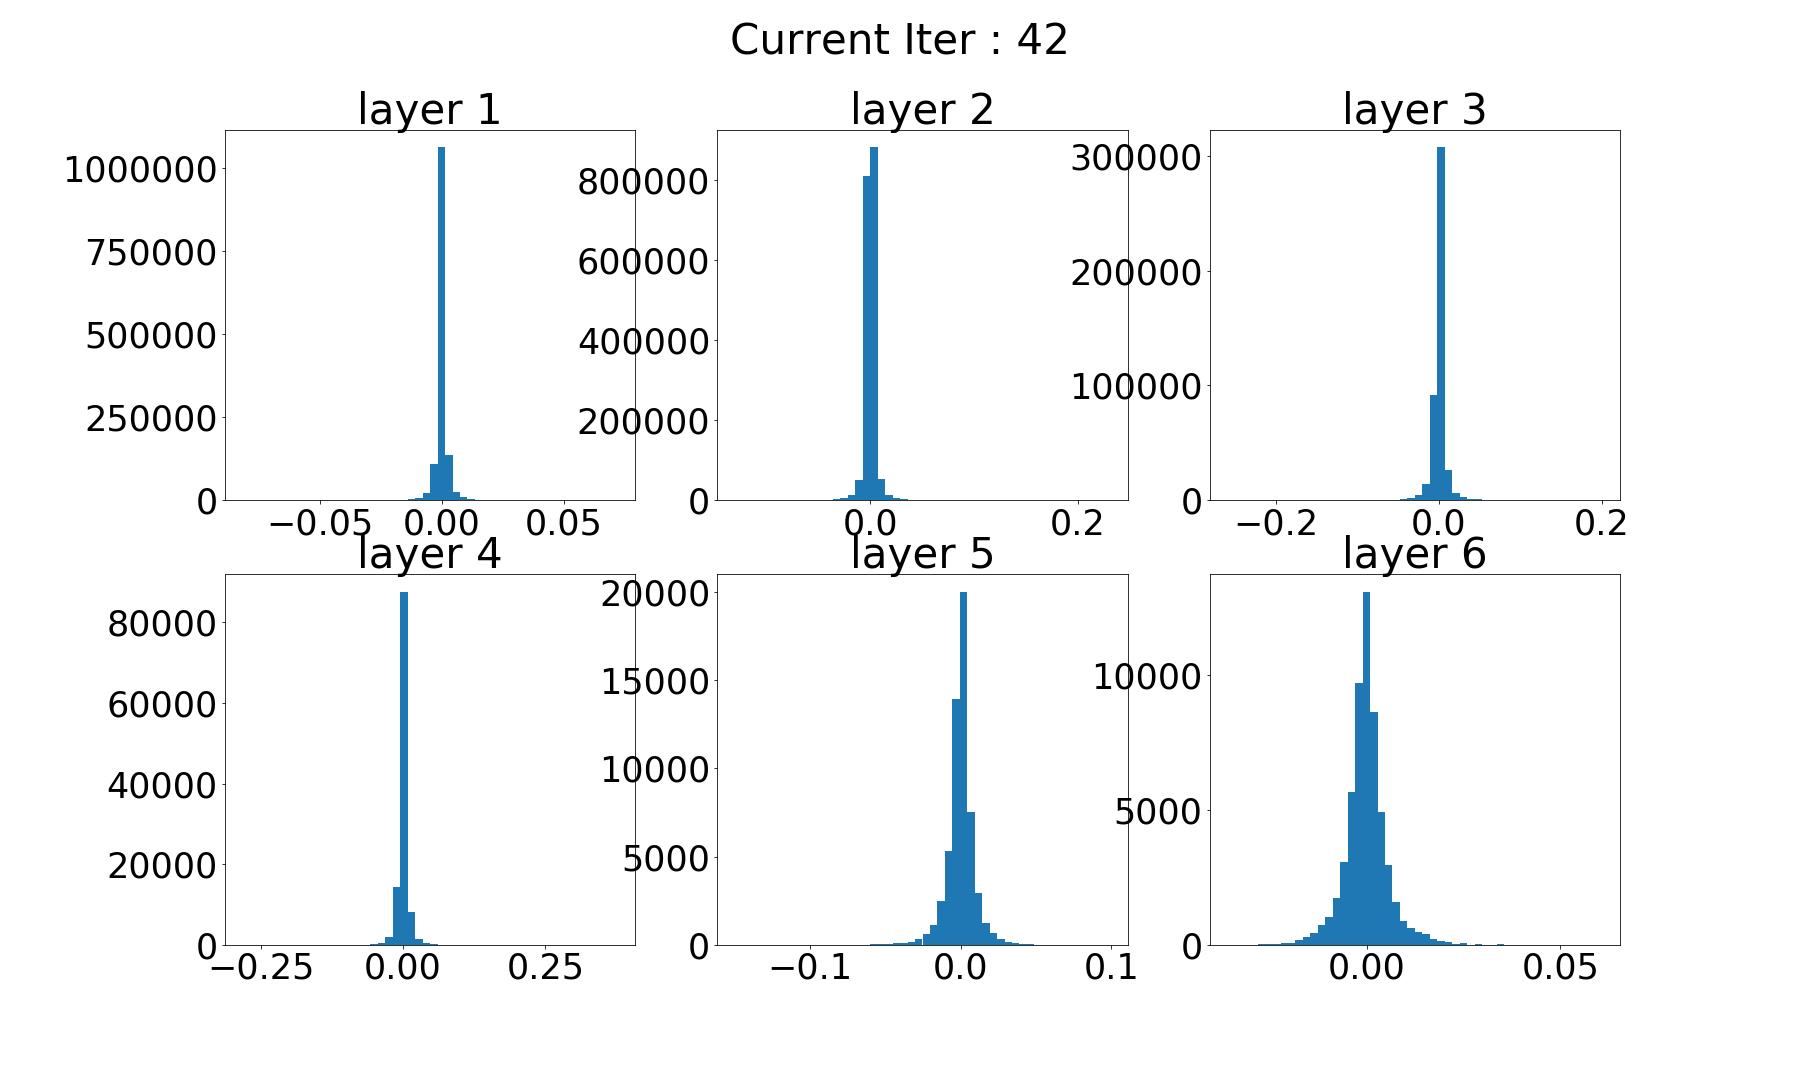 Current Iter : 42
layer 1
1000000
750000
500000
250000
0
−0.05 0.00 0.05
layer 2
800000
600000
400000
200000
0
0.0 0.2
layer 3
300000
200000
100000
0
−0.2 0.0 0.2
layer 4
80000
60000
40000
20000
0
−0.25 0.00 0.25
layer 5
20000
15000
10000
5000
0
−0.1 0.0 0.1
layer 6
10000
5000
0
0.00 0.05